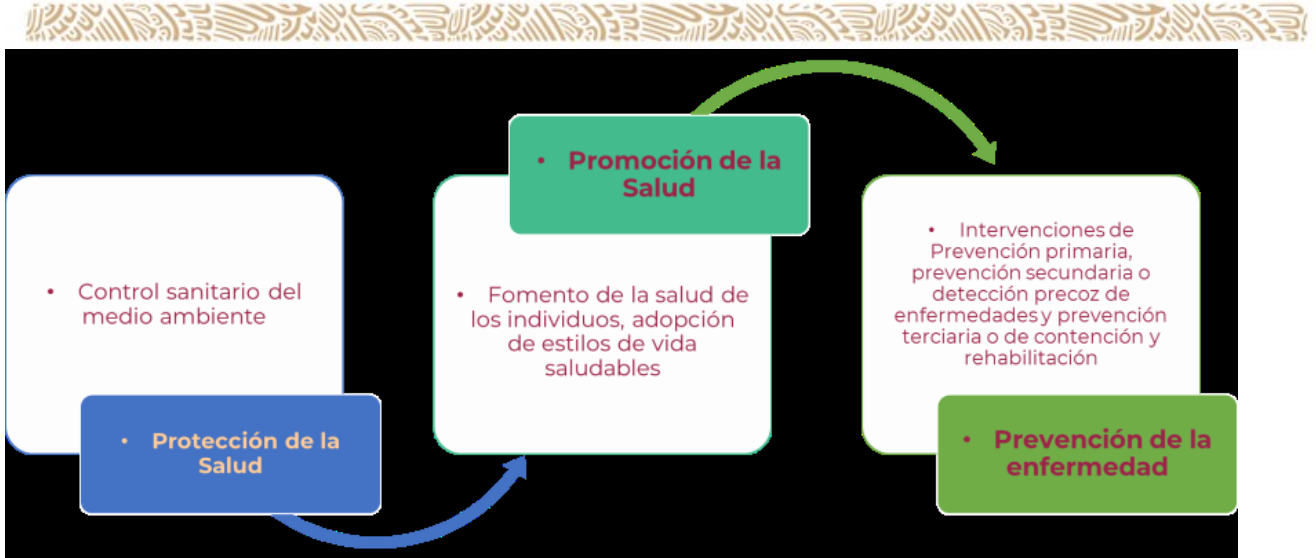 • Control sanitario del
medio ambiente
• Protección de la
Salud
• Promoción de la
Salud
• Fomento de la salud de
los individuos, adopción
de estilos de vida
saludables
• Intervenciones de
Prevención primaria,
prevención secundaria o
detección precoz de
enfermedades y prevención
terciaria o de contención y
rehabilitación
• Prevención de la
enfermedad